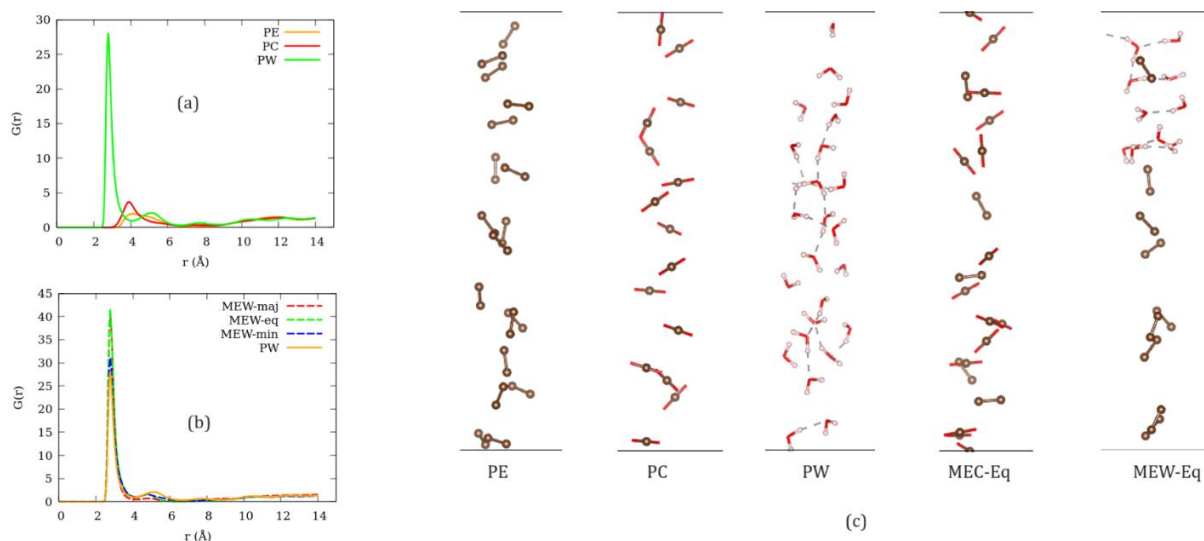 30
25
20
15
10
5
0
G(r)
PE
PC
PW
(a)
0 2 4 6 8 10 12 14
r (Å)
45
40
35
30
25
20
15
10
5
0
G(r)
MEW-maj
MEW-eq
MEW-min
PW
(b)
0 2 4 6 8 10 12 14
r (Å)
PE PC PW MEC-Eq MEW-Eq
(c)